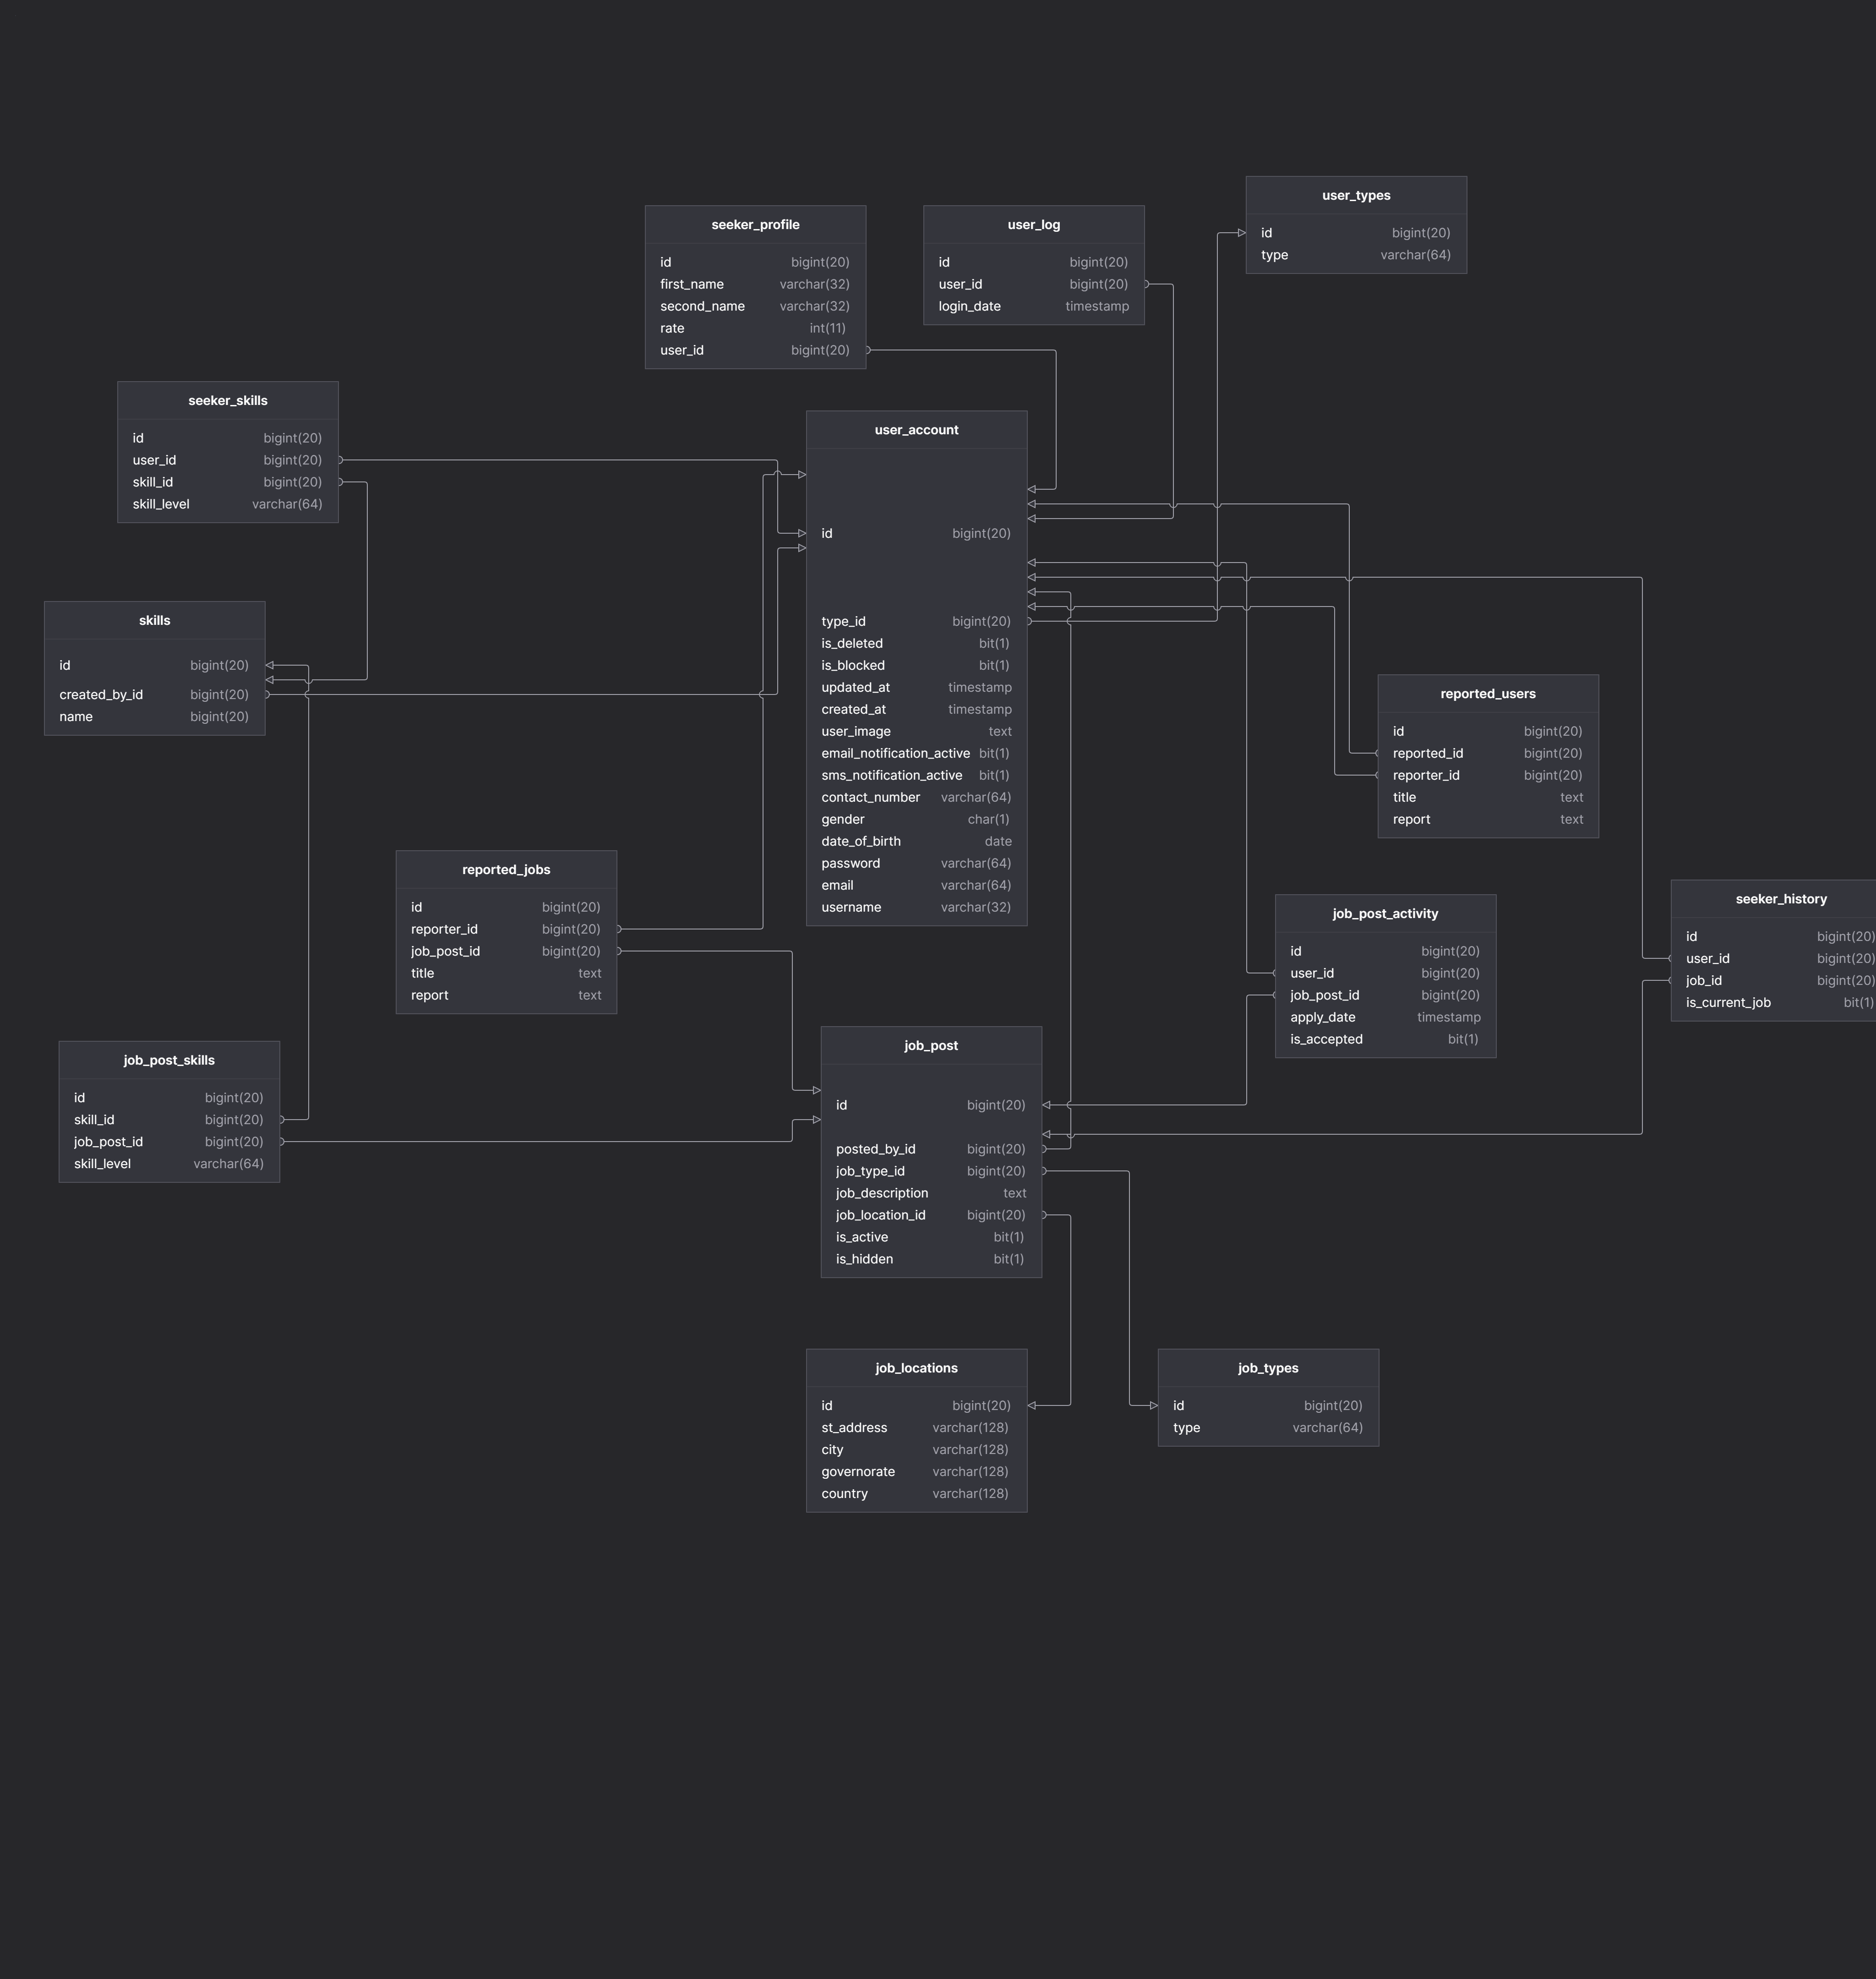 user_types
id bigint(20)
type varchar(64)
seeker_profile
id bigint(20)
first_name varchar(32)
second_name varchar(32)
rate int(11)
user_id bigint(20)
user_log
id bigint(20)
user_id bigint(20)
login_date timestamp
seeker_skills
id bigint(20)
user_id bigint(20)
skill_id bigint(20)
skill_level varchar(64)
user_account
id bigint(20)
type_id bigint(20)
is_deleted bit(1)
is_blocked bit(1)
updated_at timestamp
created_at timestamp
user_image text
email_notification_active bit(1)
sms_notification_active bit(1)
contact_number varchar(64)
gender char(1)
date_of_birth date
password varchar(64)
email varchar(64)
username varchar(32)
skills
id bigint(20)
created_by_id bigint(20)
name bigint(20)
reported_users
id bigint(20)
reported_id bigint(20)
reporter_id bigint(20)
title text
report text
reported_jobs
id bigint(20)
reporter_id bigint(20)
job_post_id bigint(20)
title text
report text
job_post_activity
id bigint(20)
user_id bigint(20)
job_post_id bigint(20)
apply_date timestamp
is_accepted bit(1)
seeker_history
id bigint(20)
user_id bigint(20)
job_id bigint(20)
is_current_job bit(1)
job_post_skills
id bigint(20)
skill_id bigint(20)
job_post_id bigint(20)
skill_level varchar(64)
job_post
id bigint(20)
posted_by_id bigint(20)
job_type_id bigint(20)
job_description text
job_location_id bigint(20)
is_active bit(1)
is_hidden bit(1)
job_locations
id bigint(20)
st_address varchar(128)
city varchar(128)
governorate varchar(128)
country varchar(128)
job_types
id bigint(20)
type varchar(64)